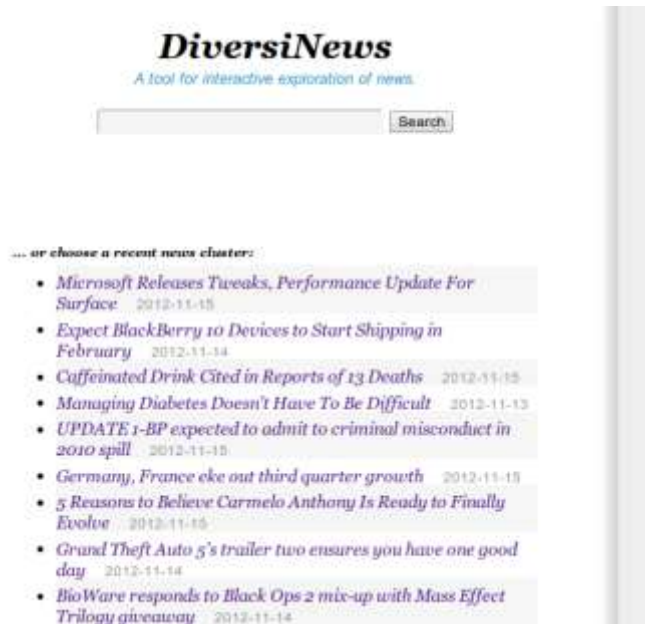 DiversiNews
A tool for interactive exploration of news.
Search
... or choose a recent news cluster:
• Microsoft Releases Tweaks, Performance Update For
Surface 2012-11-15
• Expect BlackBerry 10 Devices to Start Shipping in
February 2012-11-14
• Caffeinated Drink Cited in Reports of 13 Deaths 2012-11-15
• Managing Diabetes Doesn't Have To Be Difficult 2012-11-13
• UPDATE 1-BP expected to admit to criminal misconduct in
2010 spill 2012-11-15
• Germany, France eke out third quarter growth 2012-11-15
• 5 Reasons to Believe Carmelo Anthony Is Ready to Finally
Evolve 2012-11-15
• Grand Theft Auto 5's trailer two ensures you have one good
day 2012-11-14
• BioWare responds to Black Ops 2 mix-up with Mass Effect
Trilogy giveaway 2012-11-14